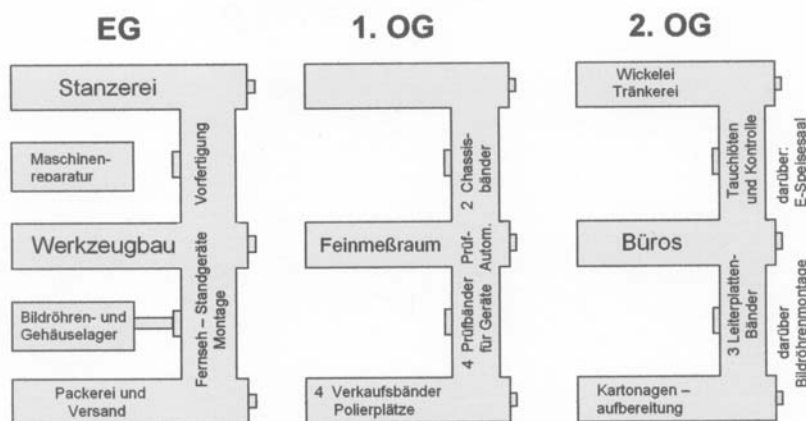 EG
Stanzerei
Maschinen-
reparatur
Vorfertigung
Werkzeugbau
Bildröhren- und
Gehäuselager
Fernseh – Standgeräte
Montage
Packerei und
Versand
1. OG
2 Chassis-
bänder
Feinmeßraum
Prüf-
Autom.
4 Prüfbänder
für Geräte
4 Verkaufsbänder
Polierplätze
2. OG
Wickelei
Tränkerei
Tauchlöten
und Kontrolle
darüber:
E-Speisesaal
Büros
3 Leiterplatten-
Bänder
darüber
Bildröhrenmontage
Kartonagen –
aufbereitung